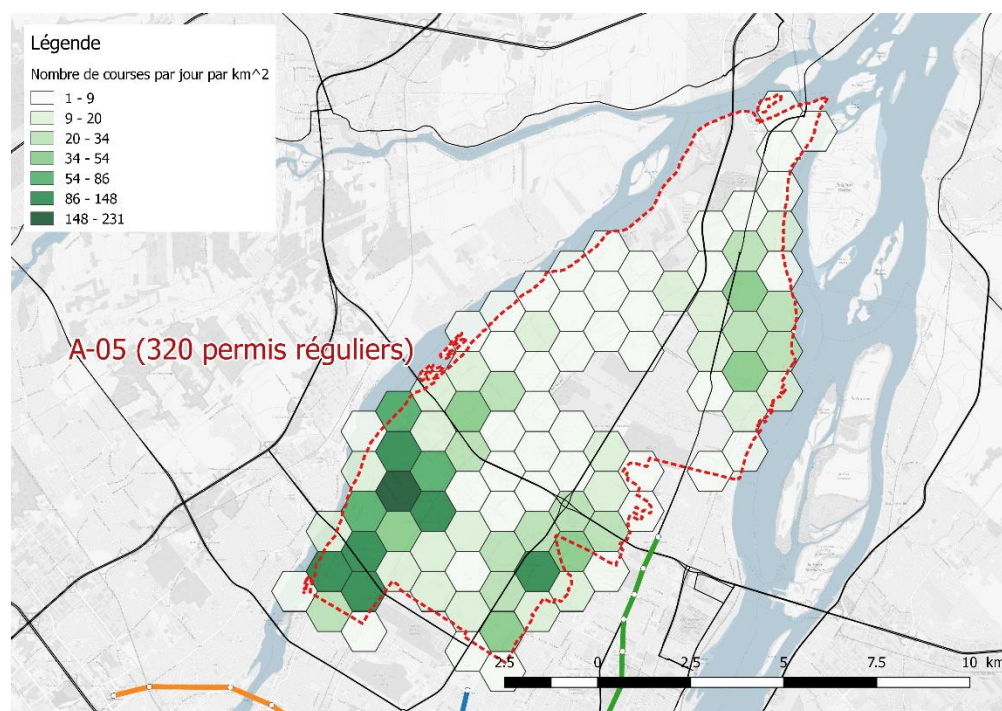 Légende
Nombre de courses par jour par km^2
1 - 9
9 - 20
20 - 34
34 - 54
54 - 86
86 - 148
148 - 231
A-05 (320 permis réguliers)
2.5 0 2.5 5 7.5 10 km